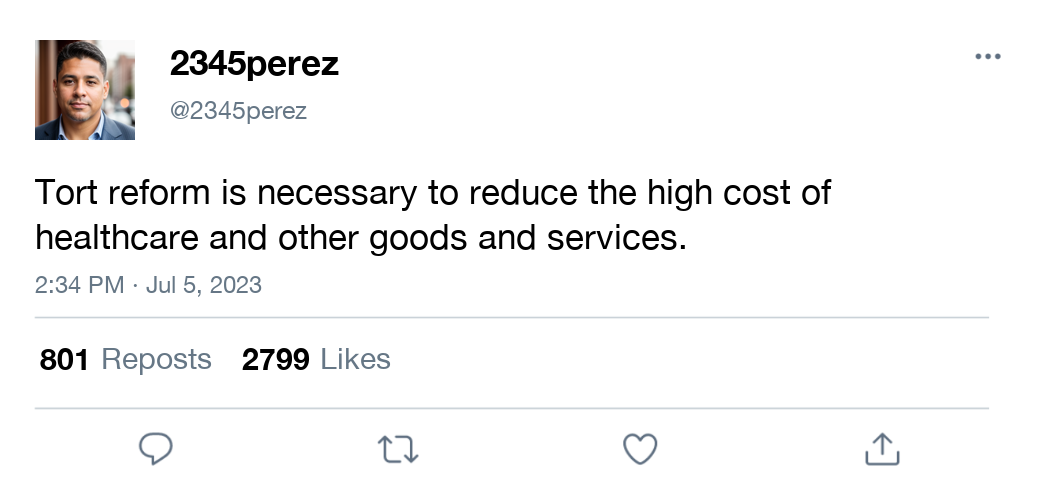 2345perez
@2345perez
Tort reform is necessary to reduce the high cost of
healthcare and other goods and services.
2:34 PM · Jul 5, 2023
801 Reposts 2799 Likes